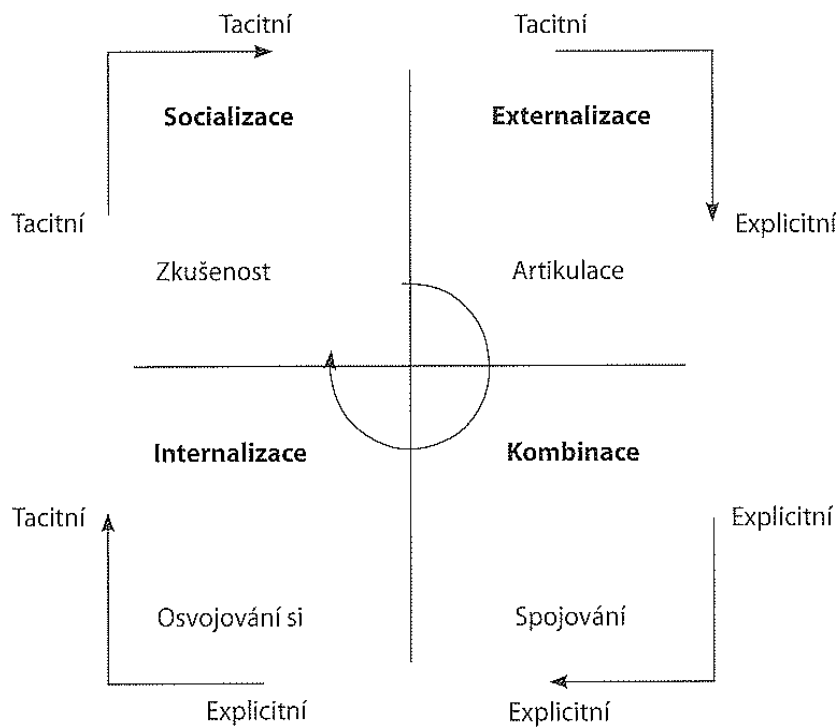 Tacitní
Tacitní
Socializace
Externalizace
Tacitní
Explicitní
Zkušenost
Artikulace
Internalizace
Kombinace
Tacitní
Explicitní
Osvojování si
Spojování
Explicitní
Explicitní